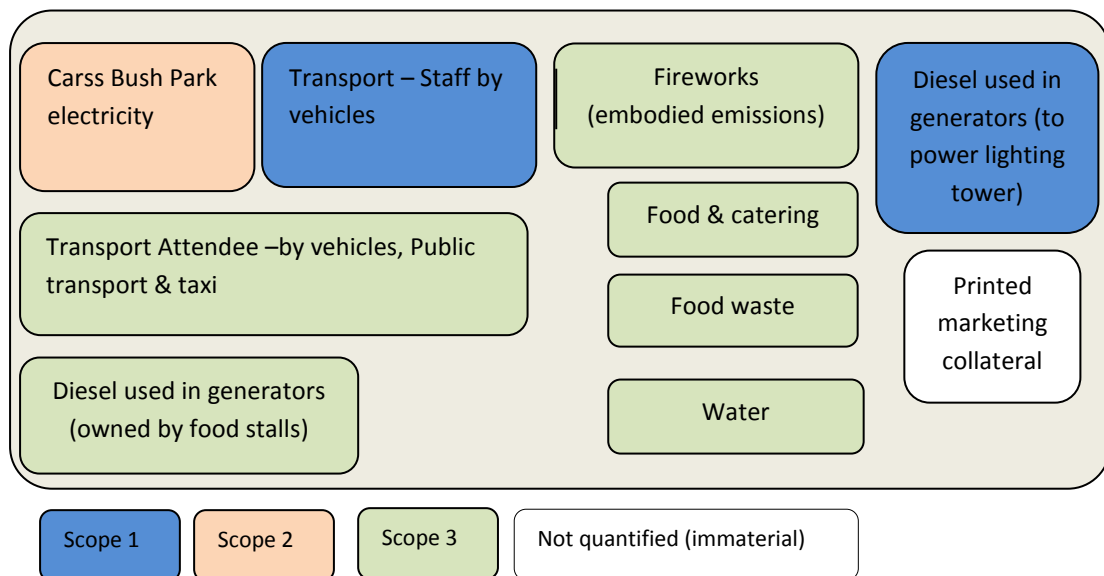 Carss Bush Park
electricity
Transport – Staff by
vehicles
Fireworks
(embodied emissions)
Diesel used in
generators (to
power lighting
tower)
Food & catering
Transport Attendee –by vehicles, Public
transport & taxi
Food waste
Printed
marketing
collateral
Diesel used in generators
(owned by food stalls)
Water
Scope 1
Scope 2
Scope 3
Not quantified (immaterial)